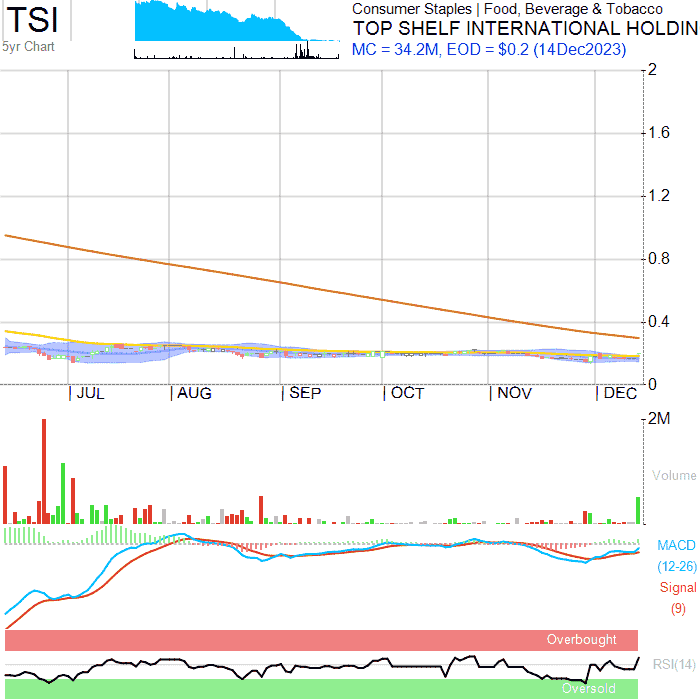 TSI
5yr Chart
Consumer Staples | Food, Beverage & Tobacco
TOP SHELF INTERNATIONAL HOLDIN
MC = 34.2M, EOD = $0.2 (14Dec2023)
2
1.6
1.2
0.8
0.4
0
JUL AUG SEP OCT NOV DEC
2M
Volume
MACD
(12-26)
Signal
(9)
Overbought
RSI(14)
Oversold